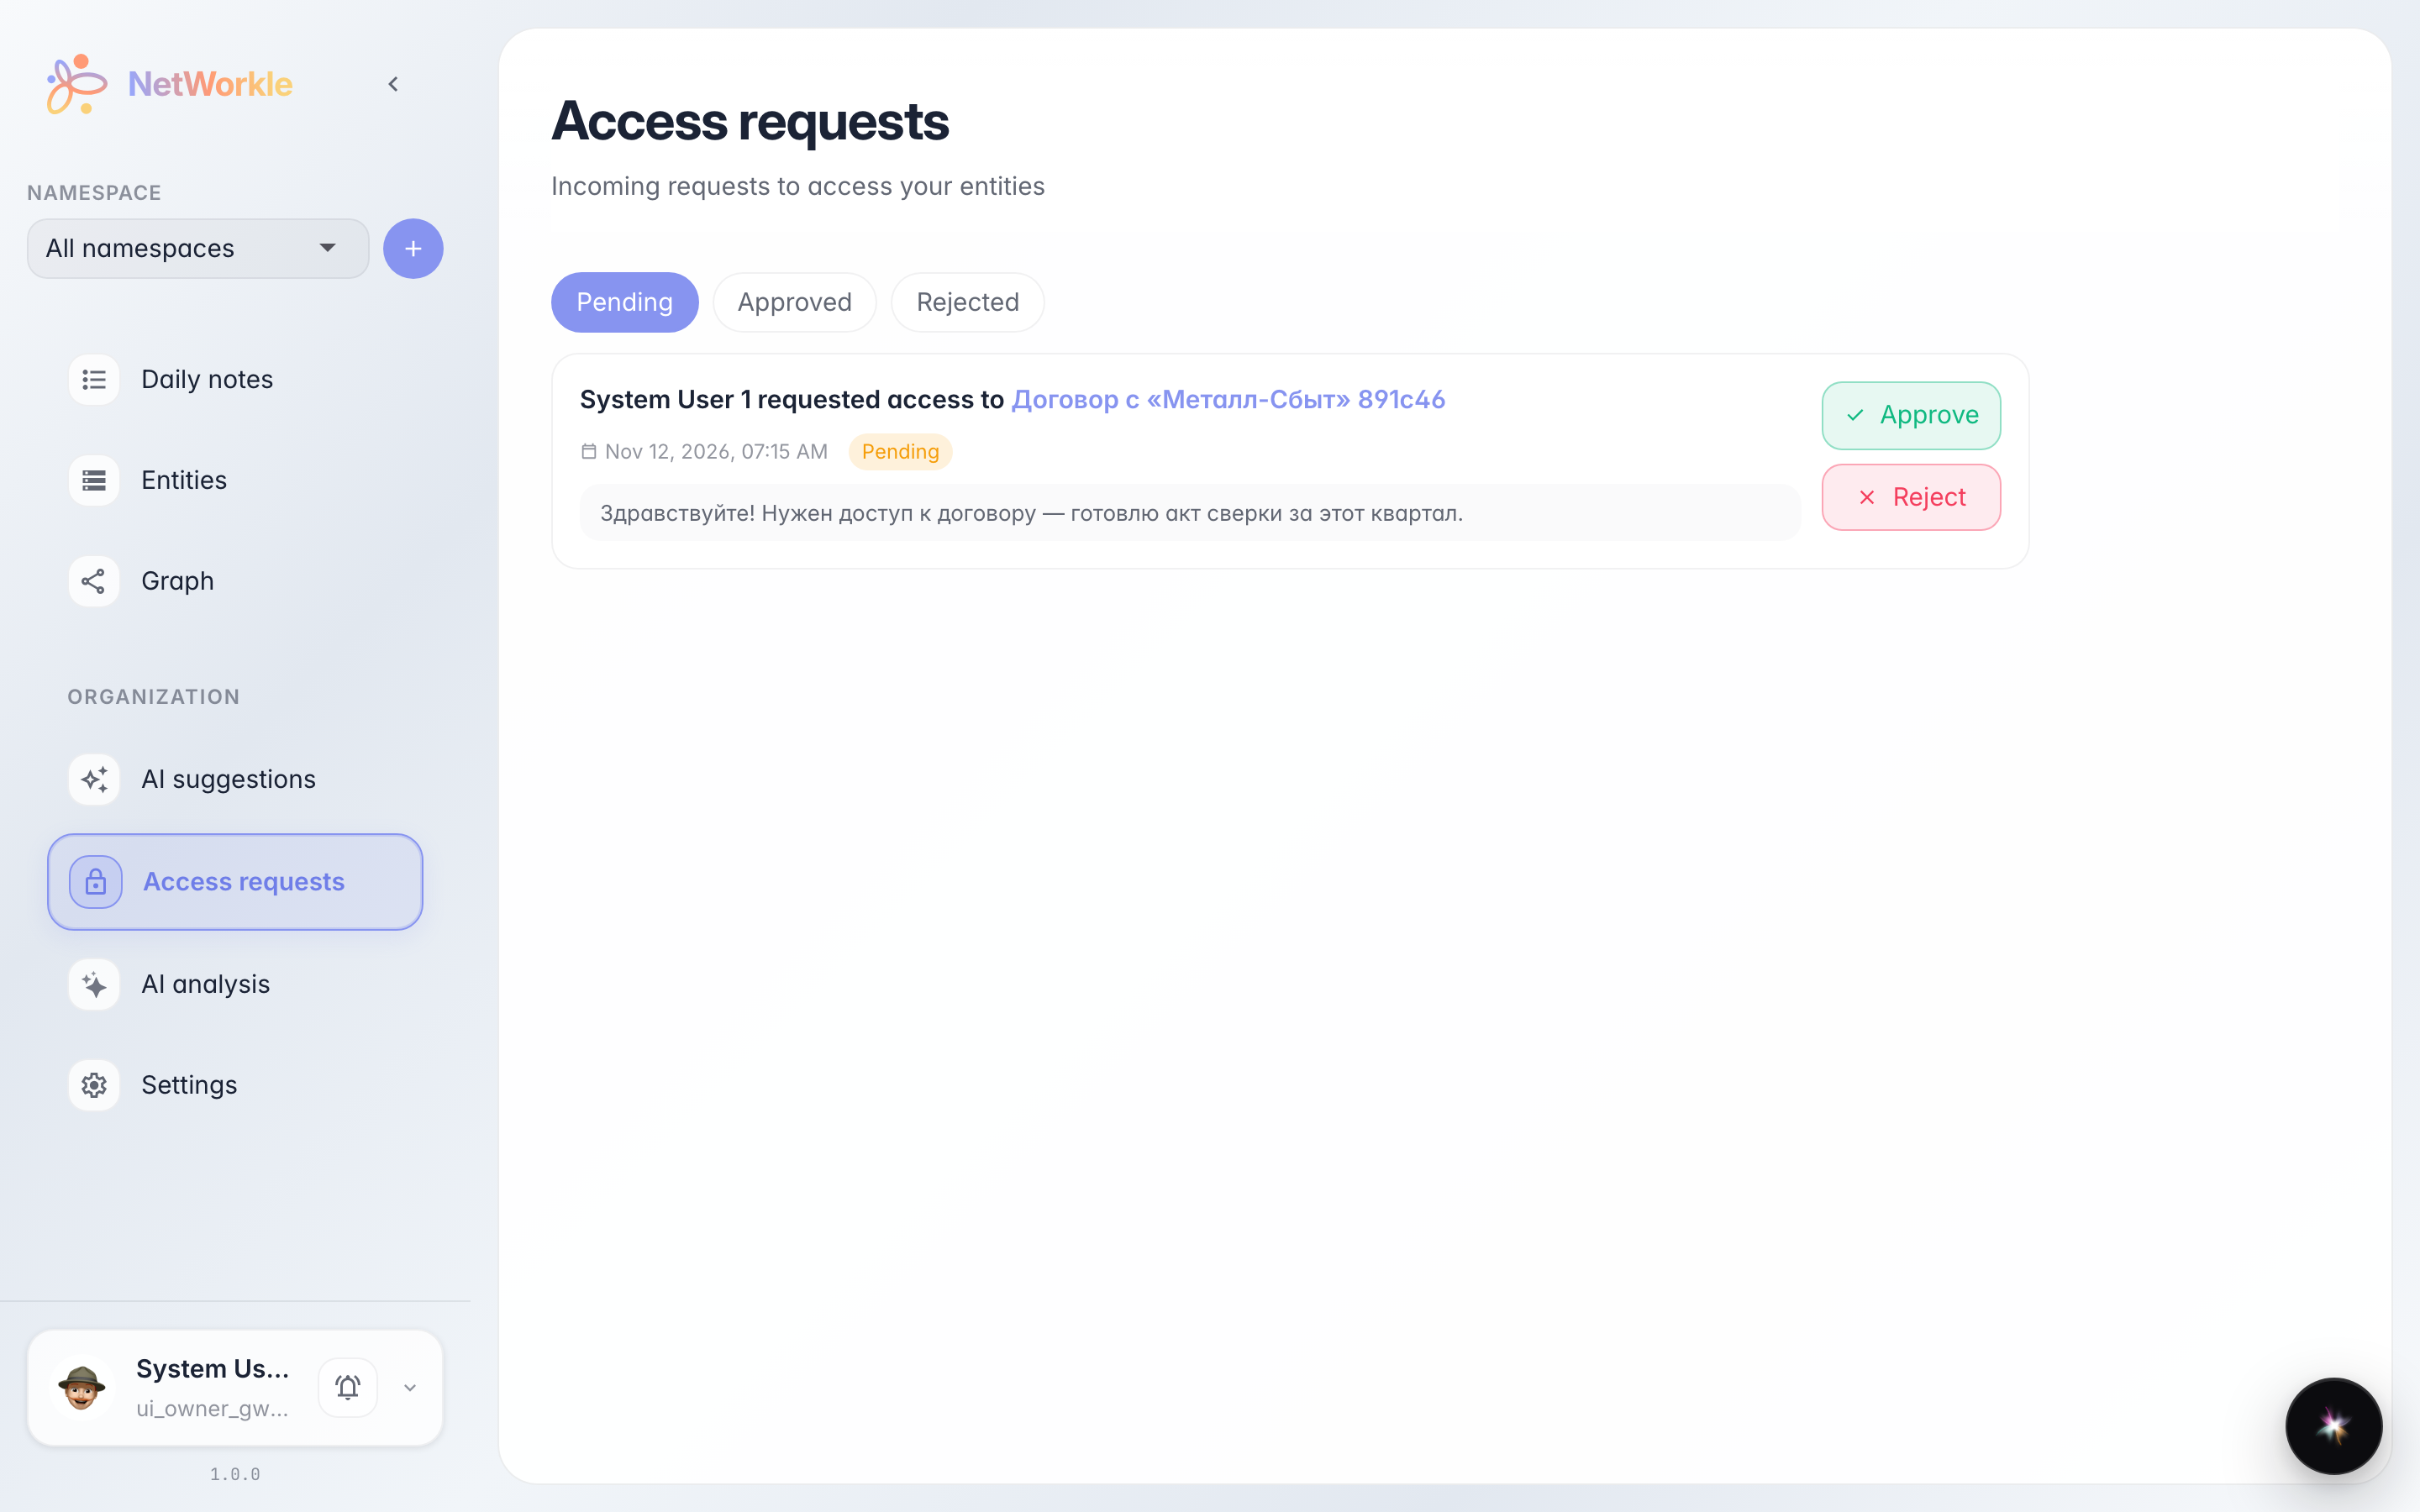 NetWorkle
NAMESPACE
All namespaces
Daily notes
Entities
Graph
ORGANIZATION
AI suggestions
Access requests
AI analysis
Settings
System Us...
ui_owner_gw...
1.0.0
Access requests
Incoming requests to access your entities
Pending
Approved
Rejected
System User 1 requested access to Договор с «Металл-Сбыт» 891c46
Nov 12, 2026, 07:15 AM
Pending
Здравствуйте! Нужен доступ к договору — готовлю акт сверки за этот квартал.
Approve
Reject